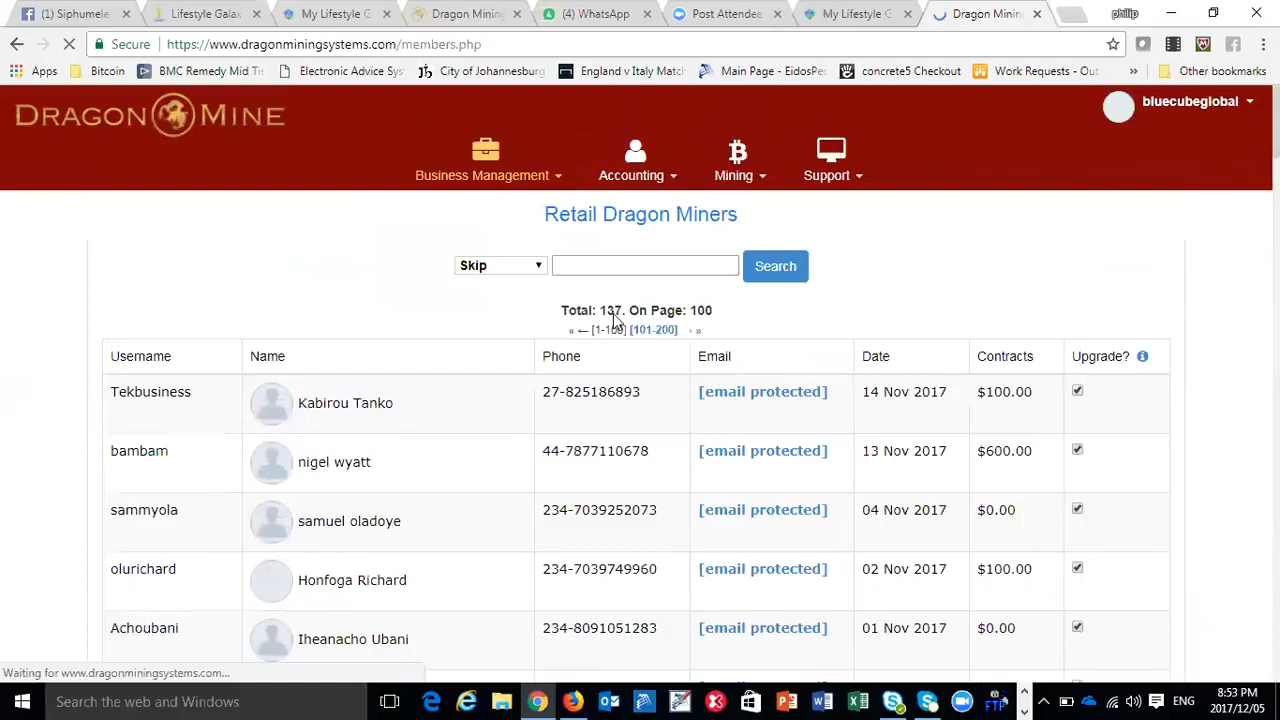 (1) Siphumele
Lifestyle Gala
My Lifestyle G
Dragon Minin
(4) WhatsApp
Post Attendee
My Lifestyle G
Dragon Minin
philip
Secure
https://www.dragonminingsystems.com/members.php
Apps
Bitcoin
BMC Remedy Mid Ti
Electronic Advice Sys
City of Johannesburg
England v Italy Match
Main Page - EidosPe
concrete5 Checkout
Work Requests - Out
Other bookmarks
DRAGON MINE
bluecubeglobal
Business Management
Accounting
Mining
Support
Retail Dragon Miners
Skip
Search
Total: 137. On Page: 100
[101-200]
Username Name Phone Email Date Contracts Upgrade?
Tekbusiness Kabirou Tanko 27-825186893 [email protected] 14 Nov 2017 $100.00
bambam nigel wyatt 44-7877110678 [email protected] 13 Nov 2017 $600.00
sammyola samuel oladoye 234-7039252073 [email protected] 04 Nov 2017 $0.00
olurichard Honfoga Richard 234-7039749960 [email protected] 02 Nov 2017 $100.00
Achoubani Iheanacho Ubani 234-8091051283 [email protected] 01 Nov 2017 $0.00
Waiting for www.dragonminingsystems.com...
Search the web and Windows
FTP
ENG
8:53 PM
2017/12/05